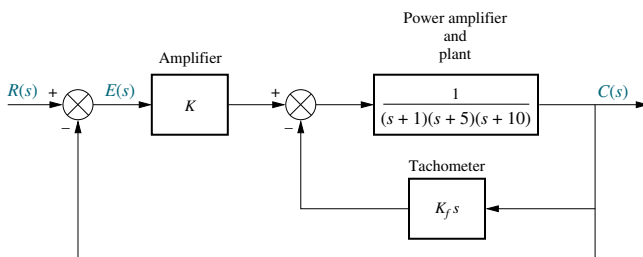 Power amplifier
and
plant
Amplifier
R(s) + E(s) K + 1 C(s)
− − (s + 1)(s + 5)(s + 10)
Tachometer
K_f s